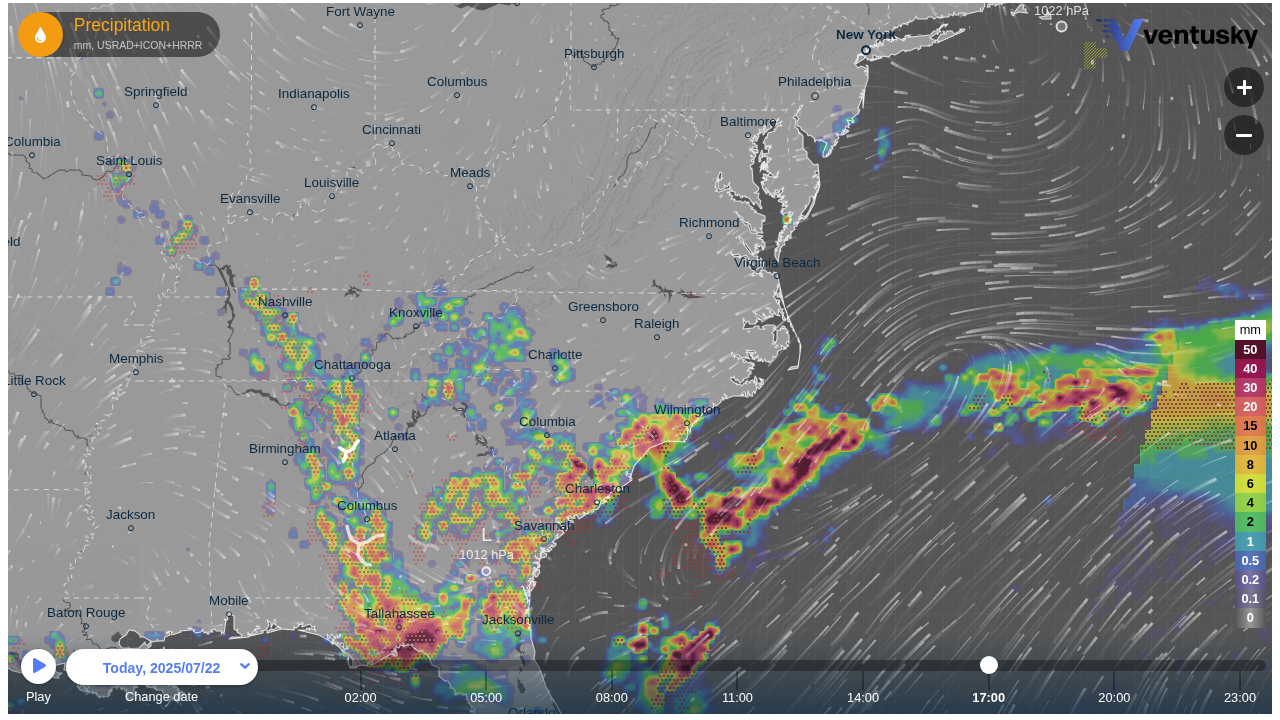 Precipitation
mm, USRAD+ICON+HRRR
Fort Wayne
1022 hPa
New York
ventusky
Pittsburgh
Springfield
Indianapolis
Columbus
Philadelphia
+
Columbia
Cincinnati
Baltimore
−
Saint Louis
Louisville
Meads
Evansville
Richmond
eld
Virginia Beach
Nashville
Knoxville
Greensboro
Raleigh
mm
Memphis
Chattanooga
Charlotte
50
40
Little Rock
30
Wilmington
20
Columbia
15
Birmingham
Atlanta
10
8
Charleston
6
Jackson
Columbus
4
Savannah
2
L
1
1012 hPa
0.5
0.2
Mobile
0.1
Baton Rouge
Tallahassee
Jacksonville
0
Today, 2025/07/22
Play
Change date
02:00
05:00
08:00
11:00
14:00
17:00
20:00
23:00
Orlando